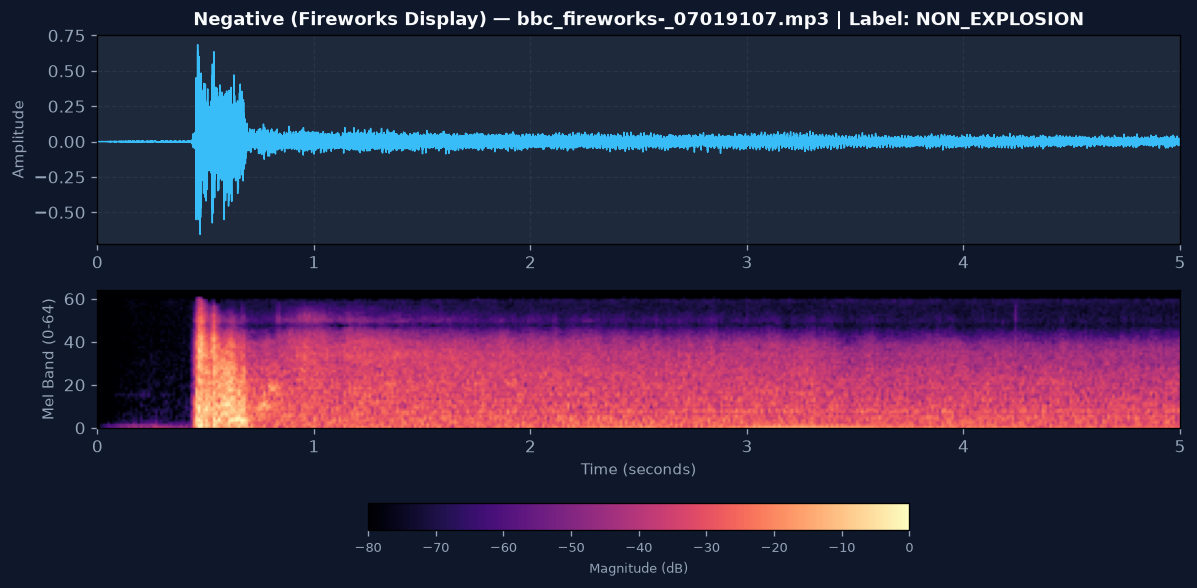 Negative (Fireworks Display) — bbc_fireworks-_07019107.mp3 | Label: NON_EXPLOSION
0.75
0.50
0.25
0.00
−0.25
−0.50
Amplitude
0 1 2 3 4 5
60
40
20
0
Mel Band (0-64)
0 1 2 3 4 5
Time (seconds)
−80 −70 −60 −50 −40 −30 −20 −10 0
Magnitude (dB)